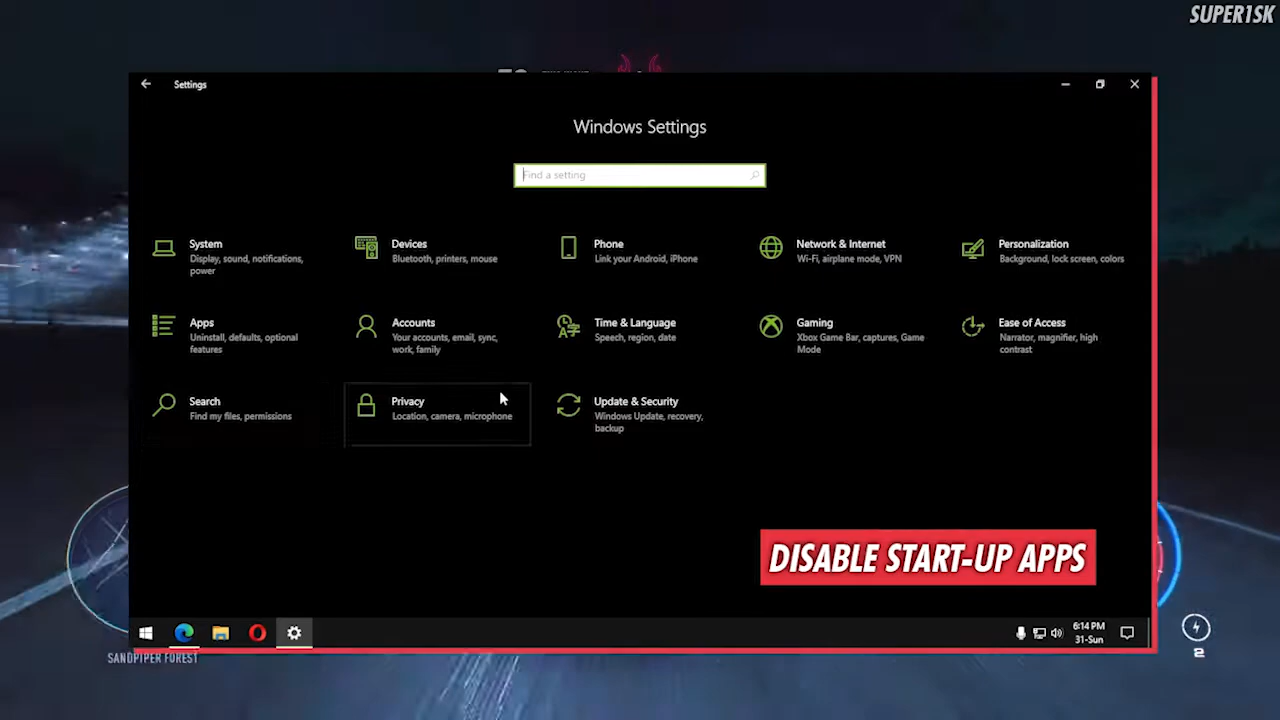 SUPER1SK
Settings
Windows Settings
Find a setting
System
Display, sound, notifications,
power
Devices
Bluetooth, printers, mouse
Phone
Link your Android, iPhone
Network & Internet
Wi-Fi, airplane mode, VPN
Personalization
Background, lock screen, colors
Apps
Uninstall, defaults, optional
features
Accounts
Your accounts, email, sync,
work, family
Time & Language
Speech, region, date
Gaming
Xbox Game Bar, captures, Game
Mode
Ease of Access
Narrator, magnifier, high
contrast
Search
Find my files, permissions
Privacy
Location, camera, microphone
Update & Security
Windows Update, recovery,
backup
DISABLE START-UP APPS
6:14 PM
31-Sun
SANDPIPER FOREST
2